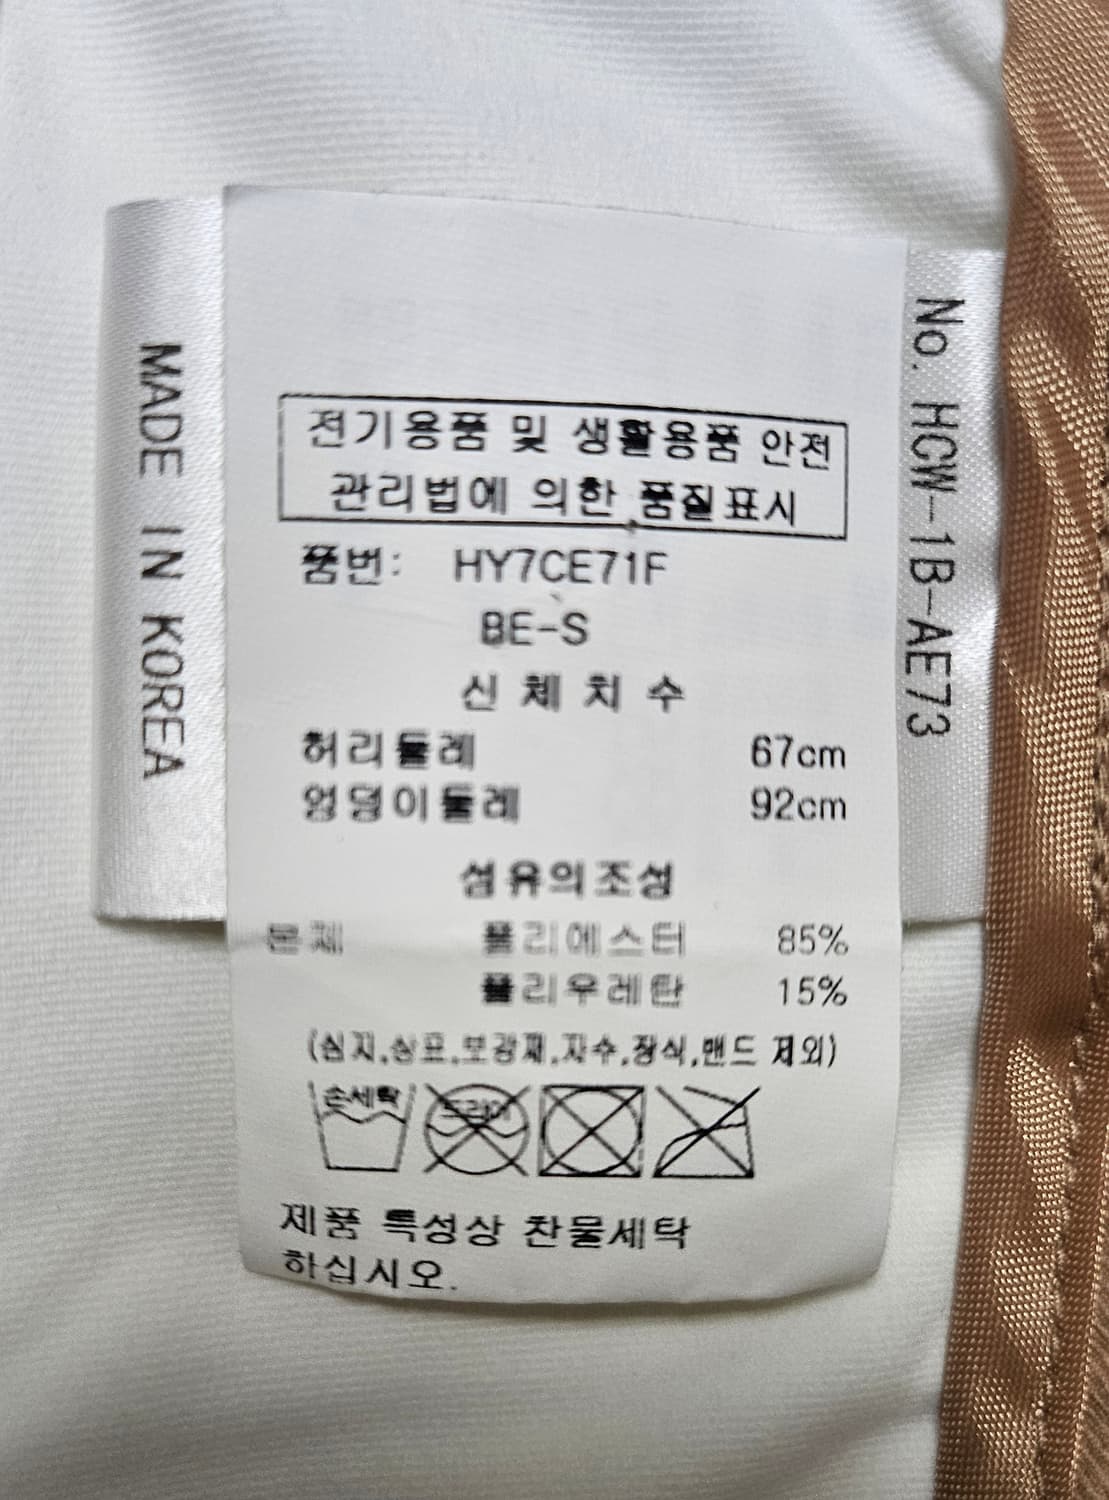 MADE IN KOREA
전기용품 및 생활용품 안전
관리법에 의한 품질표시
품번: HY7CE71F
BE-S
신체치수
허리둘레 67cm
엉덩이둘레 92cm
섬유의조성
본체 폴리에스터 85%
폴리우레탄 15%
(심지,상표,보강재,자수,장식,밴드 제외)
손세탁
드라이
제품 특성상 찬물세탁
하십시오.
No. HCW-1B-AE73